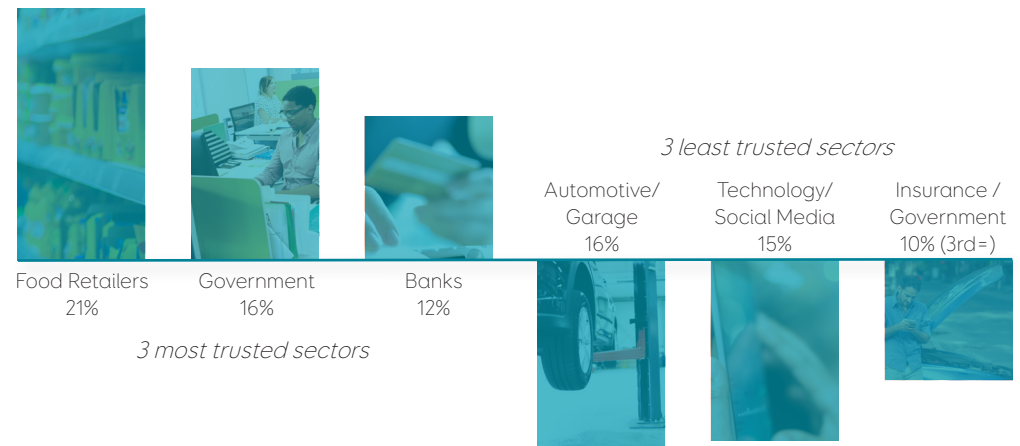 3 least trusted sectors
Automotive/
Garage
16%
Technology/
Social Media
15%
Insurance /
Government
10% (3rd=)
Food Retailers
21%
Government
16%
Banks
12%
3 most trusted sectors